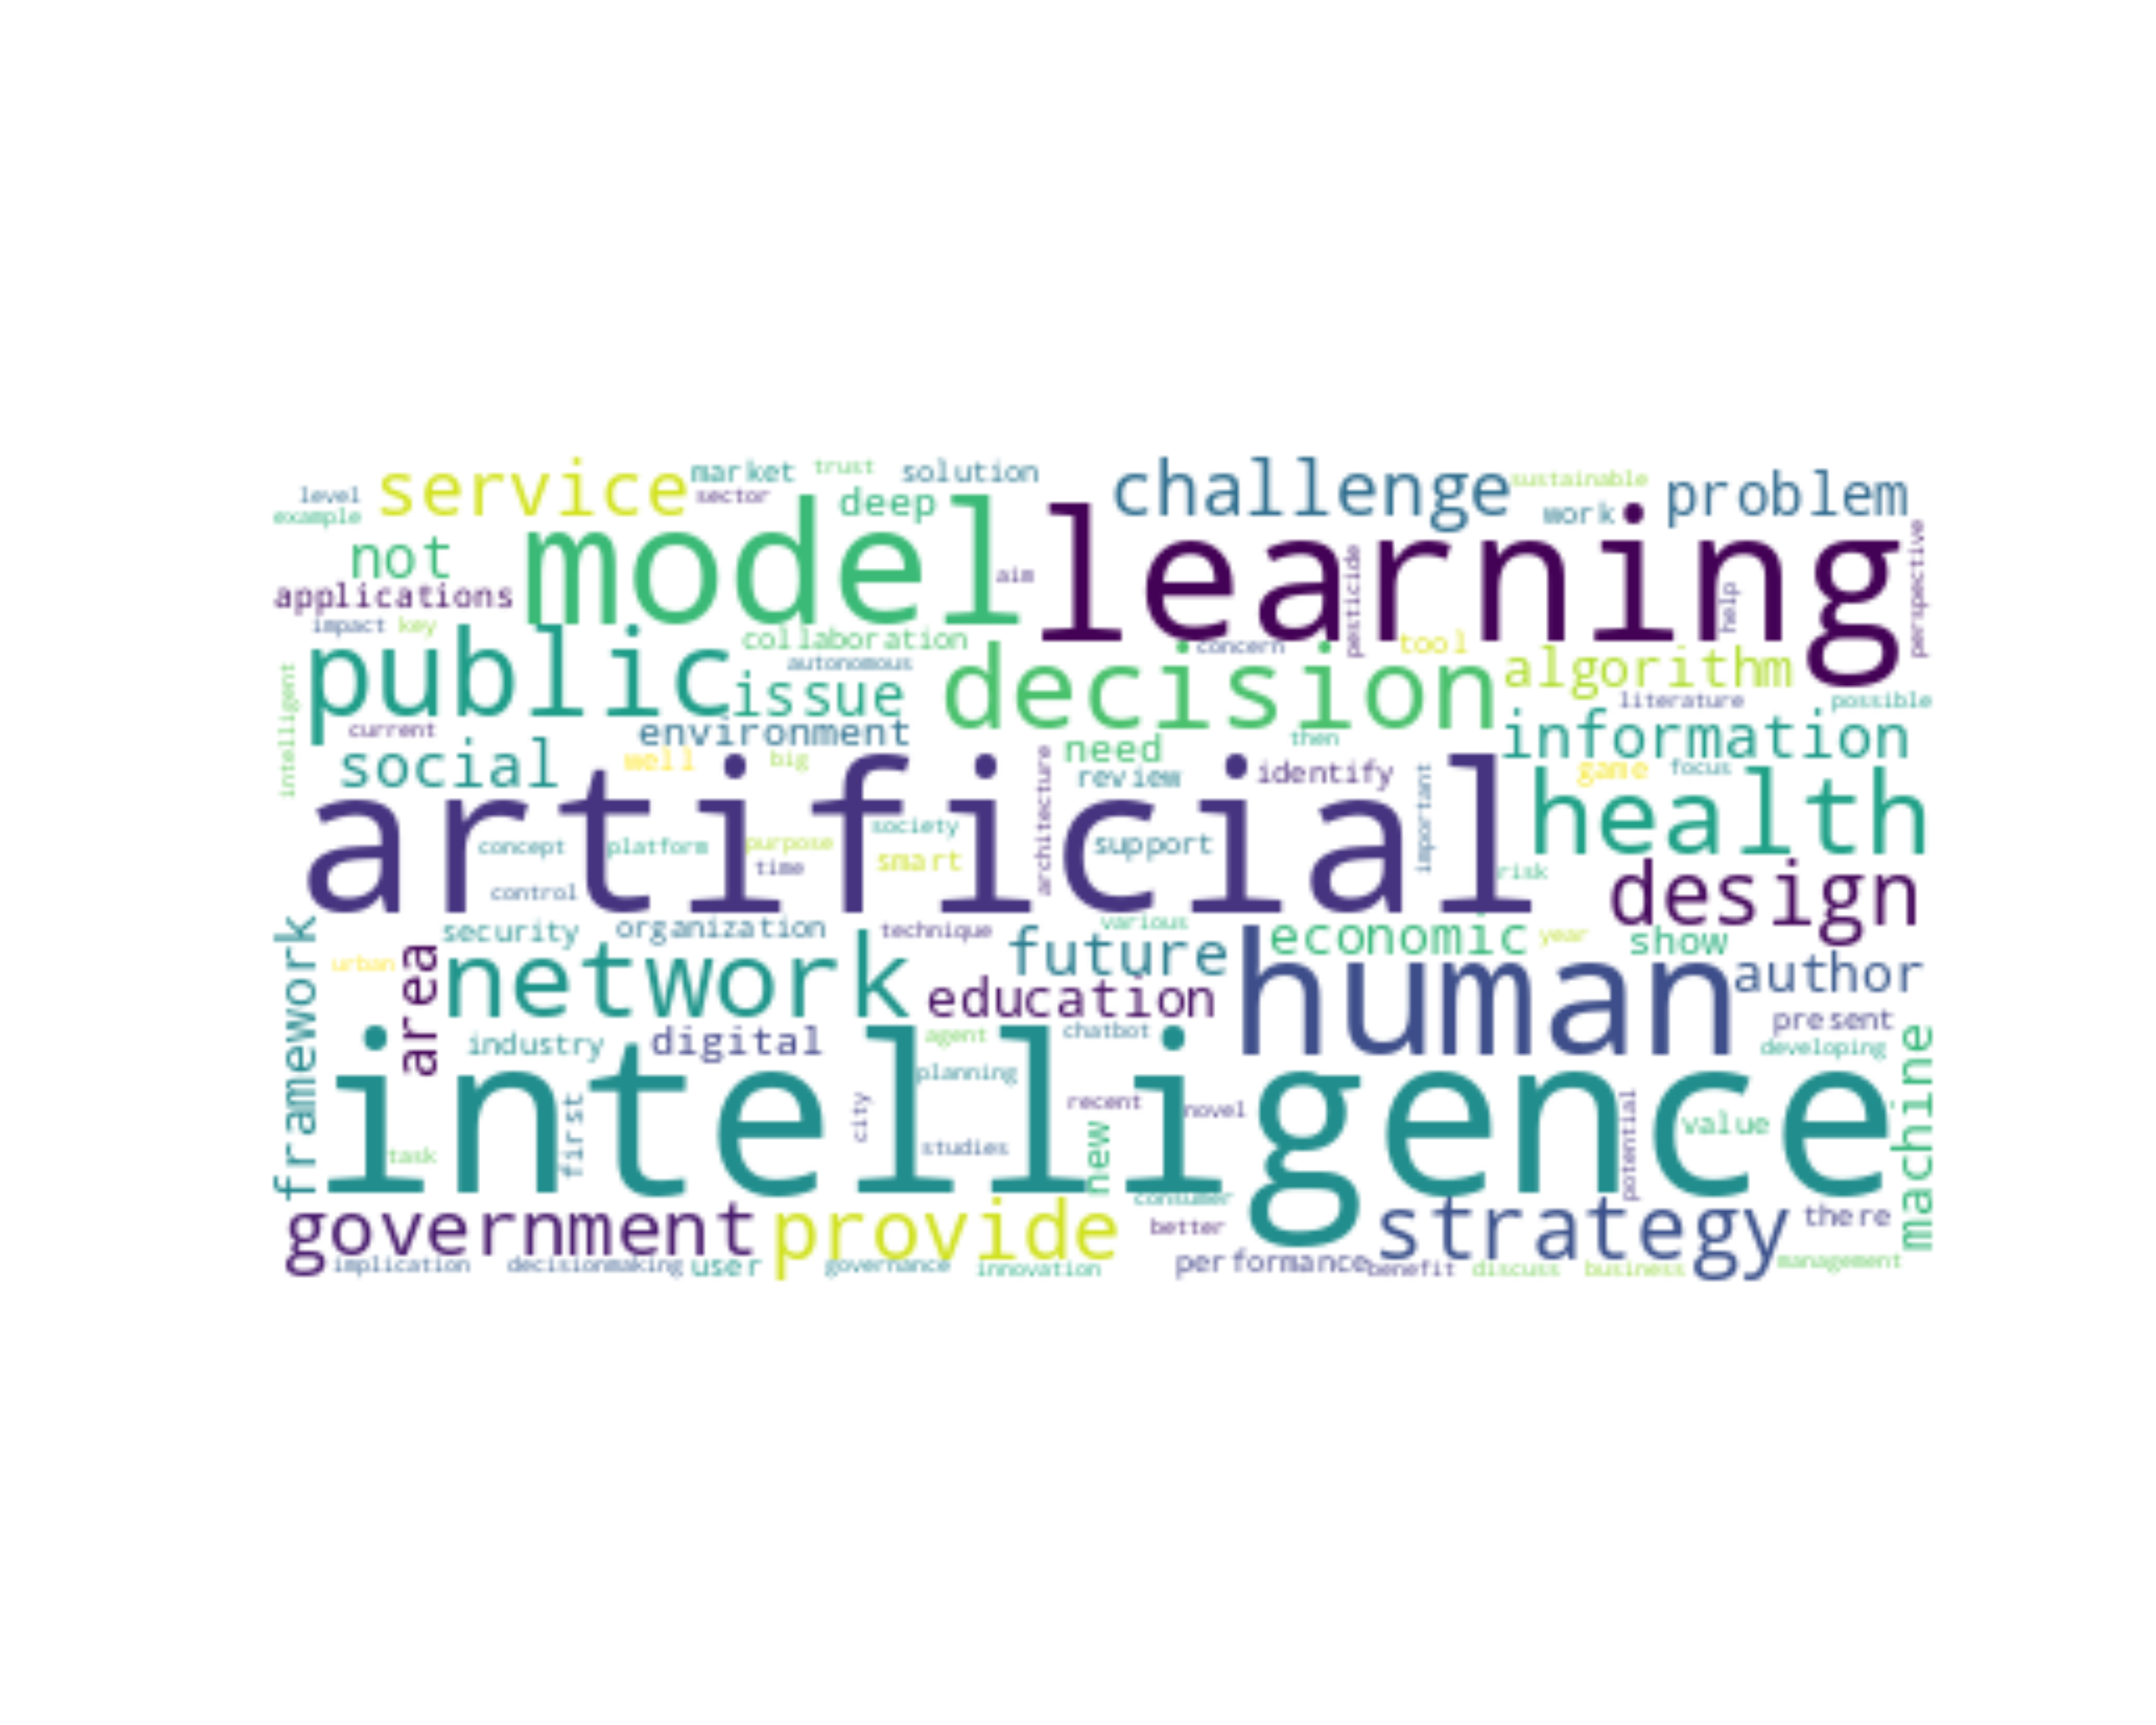 service market trust solution challenge sustainable problem
level sector deep work
example
not model learning
applications aim pesticide help perspective
impact key collaboration concern tool
public autonomous decision algorithm
issue literature possible
intelligent current environment need then information
social well big review identify game focus
artificial architecture important health
concept platform purpose society support
time smart risk
control design
framework security organization technique various economic year show
urban area network future human author
education
industry digital agent chatbot present
developing
intelligence planning machine
first city recent novel potential value
task studies new
consumer
government provide better strategy there
implication decisionmaking user governance innovation performance benefit discuss business management